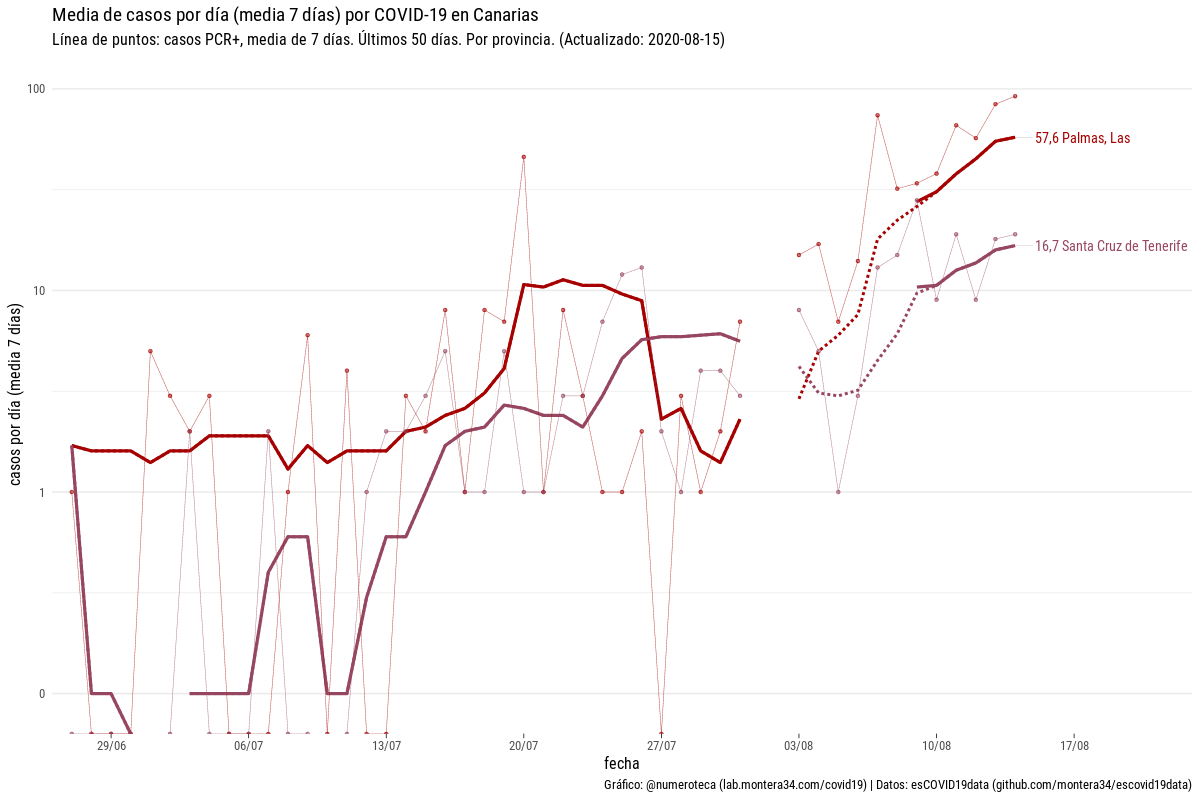 Media de casos por día (media 7 días) por COVID-19 en Canarias
Línea de puntos: casos PCR+, media de 7 días. Últimos 50 días. Por provincia. (Actualizado: 2020-08-15)
casos por día (media 7 días)
100
10
1
0
57,6 Palmas, Las
16,7 Santa Cruz de Tenerife
29/06
06/07
13/07
20/07
27/07
03/08
10/08
17/08
fecha
Gráfico: @numeroteca (lab.montera34.com/covid19) | Datos: esCOVID19data (github.com/montera34/escovid19data)